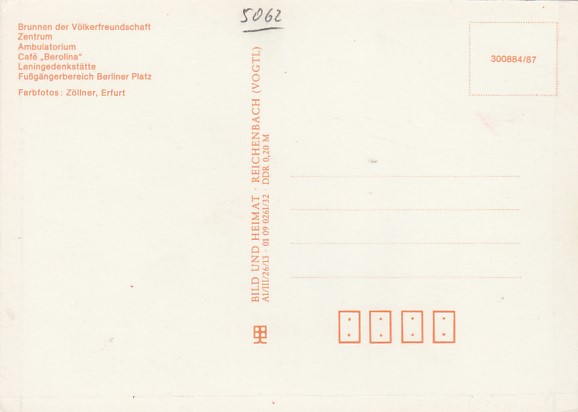 5062
Brunnen der Völkerfreundschaft
Zentrum
Ambulatorium
Café „Berolina“
Leningedenkstätte
Fußgängerbereich Berliner Platz
Farbfotos: Zöllner, Erfurt
300884/87
BILD UND HEIMAT · REICHENBACH (VOGTL)
A1/III/26/13 · 01 09 0261/32 · DDR 0,20 M